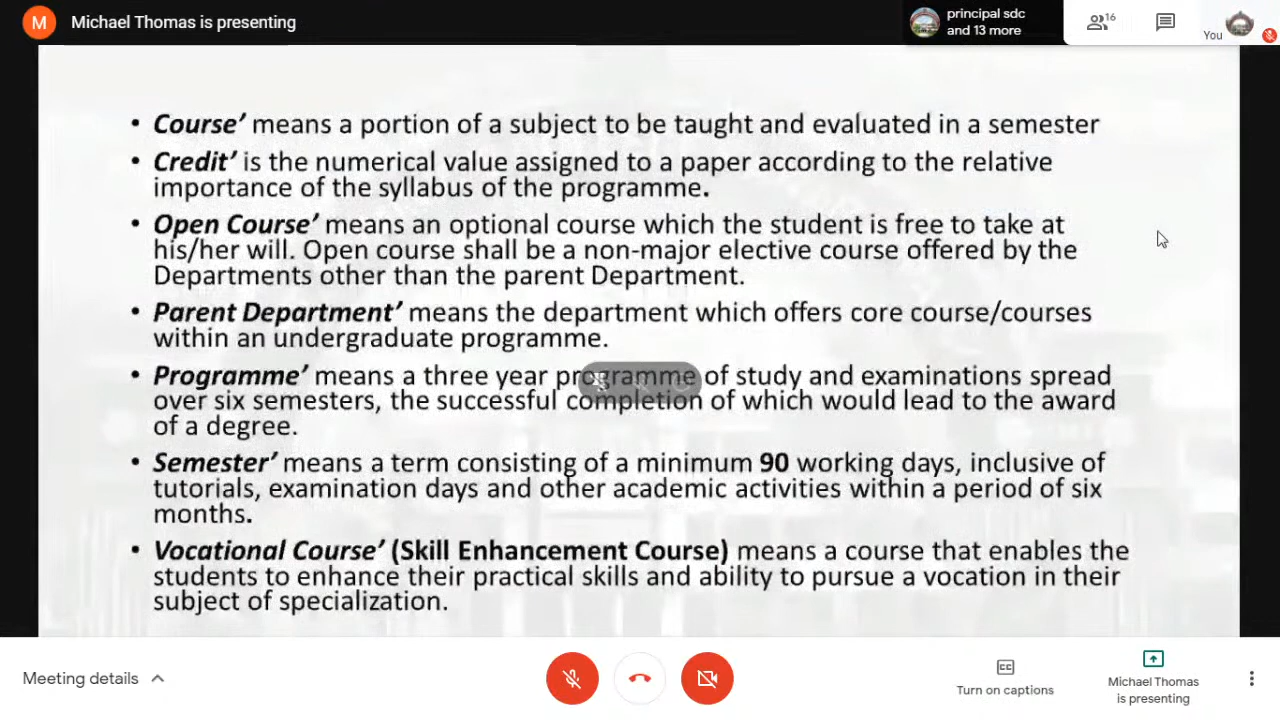 M Michael Thomas is presenting
principal sdc
and 13 more
16
You
• Course’ means a portion of a subject to be taught and evaluated in a semester
• Credit’ is the numerical value assigned to a paper according to the relative
importance of the syllabus of the programme.
• Open Course’ means an optional course which the student is free to take at
his/her will. Open course shall be a non-major elective course offered by the
Departments other than the parent Department.
• Parent Department’ means the department which offers core course/courses
within an undergraduate programme.
• Programme’ means a three year programme of study and examinations spread
over six semesters, the successful completion of which would lead to the award
of a degree.
• Semester’ means a term consisting of a minimum 90 working days, inclusive of
tutorials, examination days and other academic activities within a period of six
months.
• Vocational Course’ (Skill Enhancement Course) means a course that enables the
students to enhance their practical skills and ability to pursue a vocation in their
subject of specialization.
Meeting details
CC
Turn on captions
Michael Thomas
is presenting